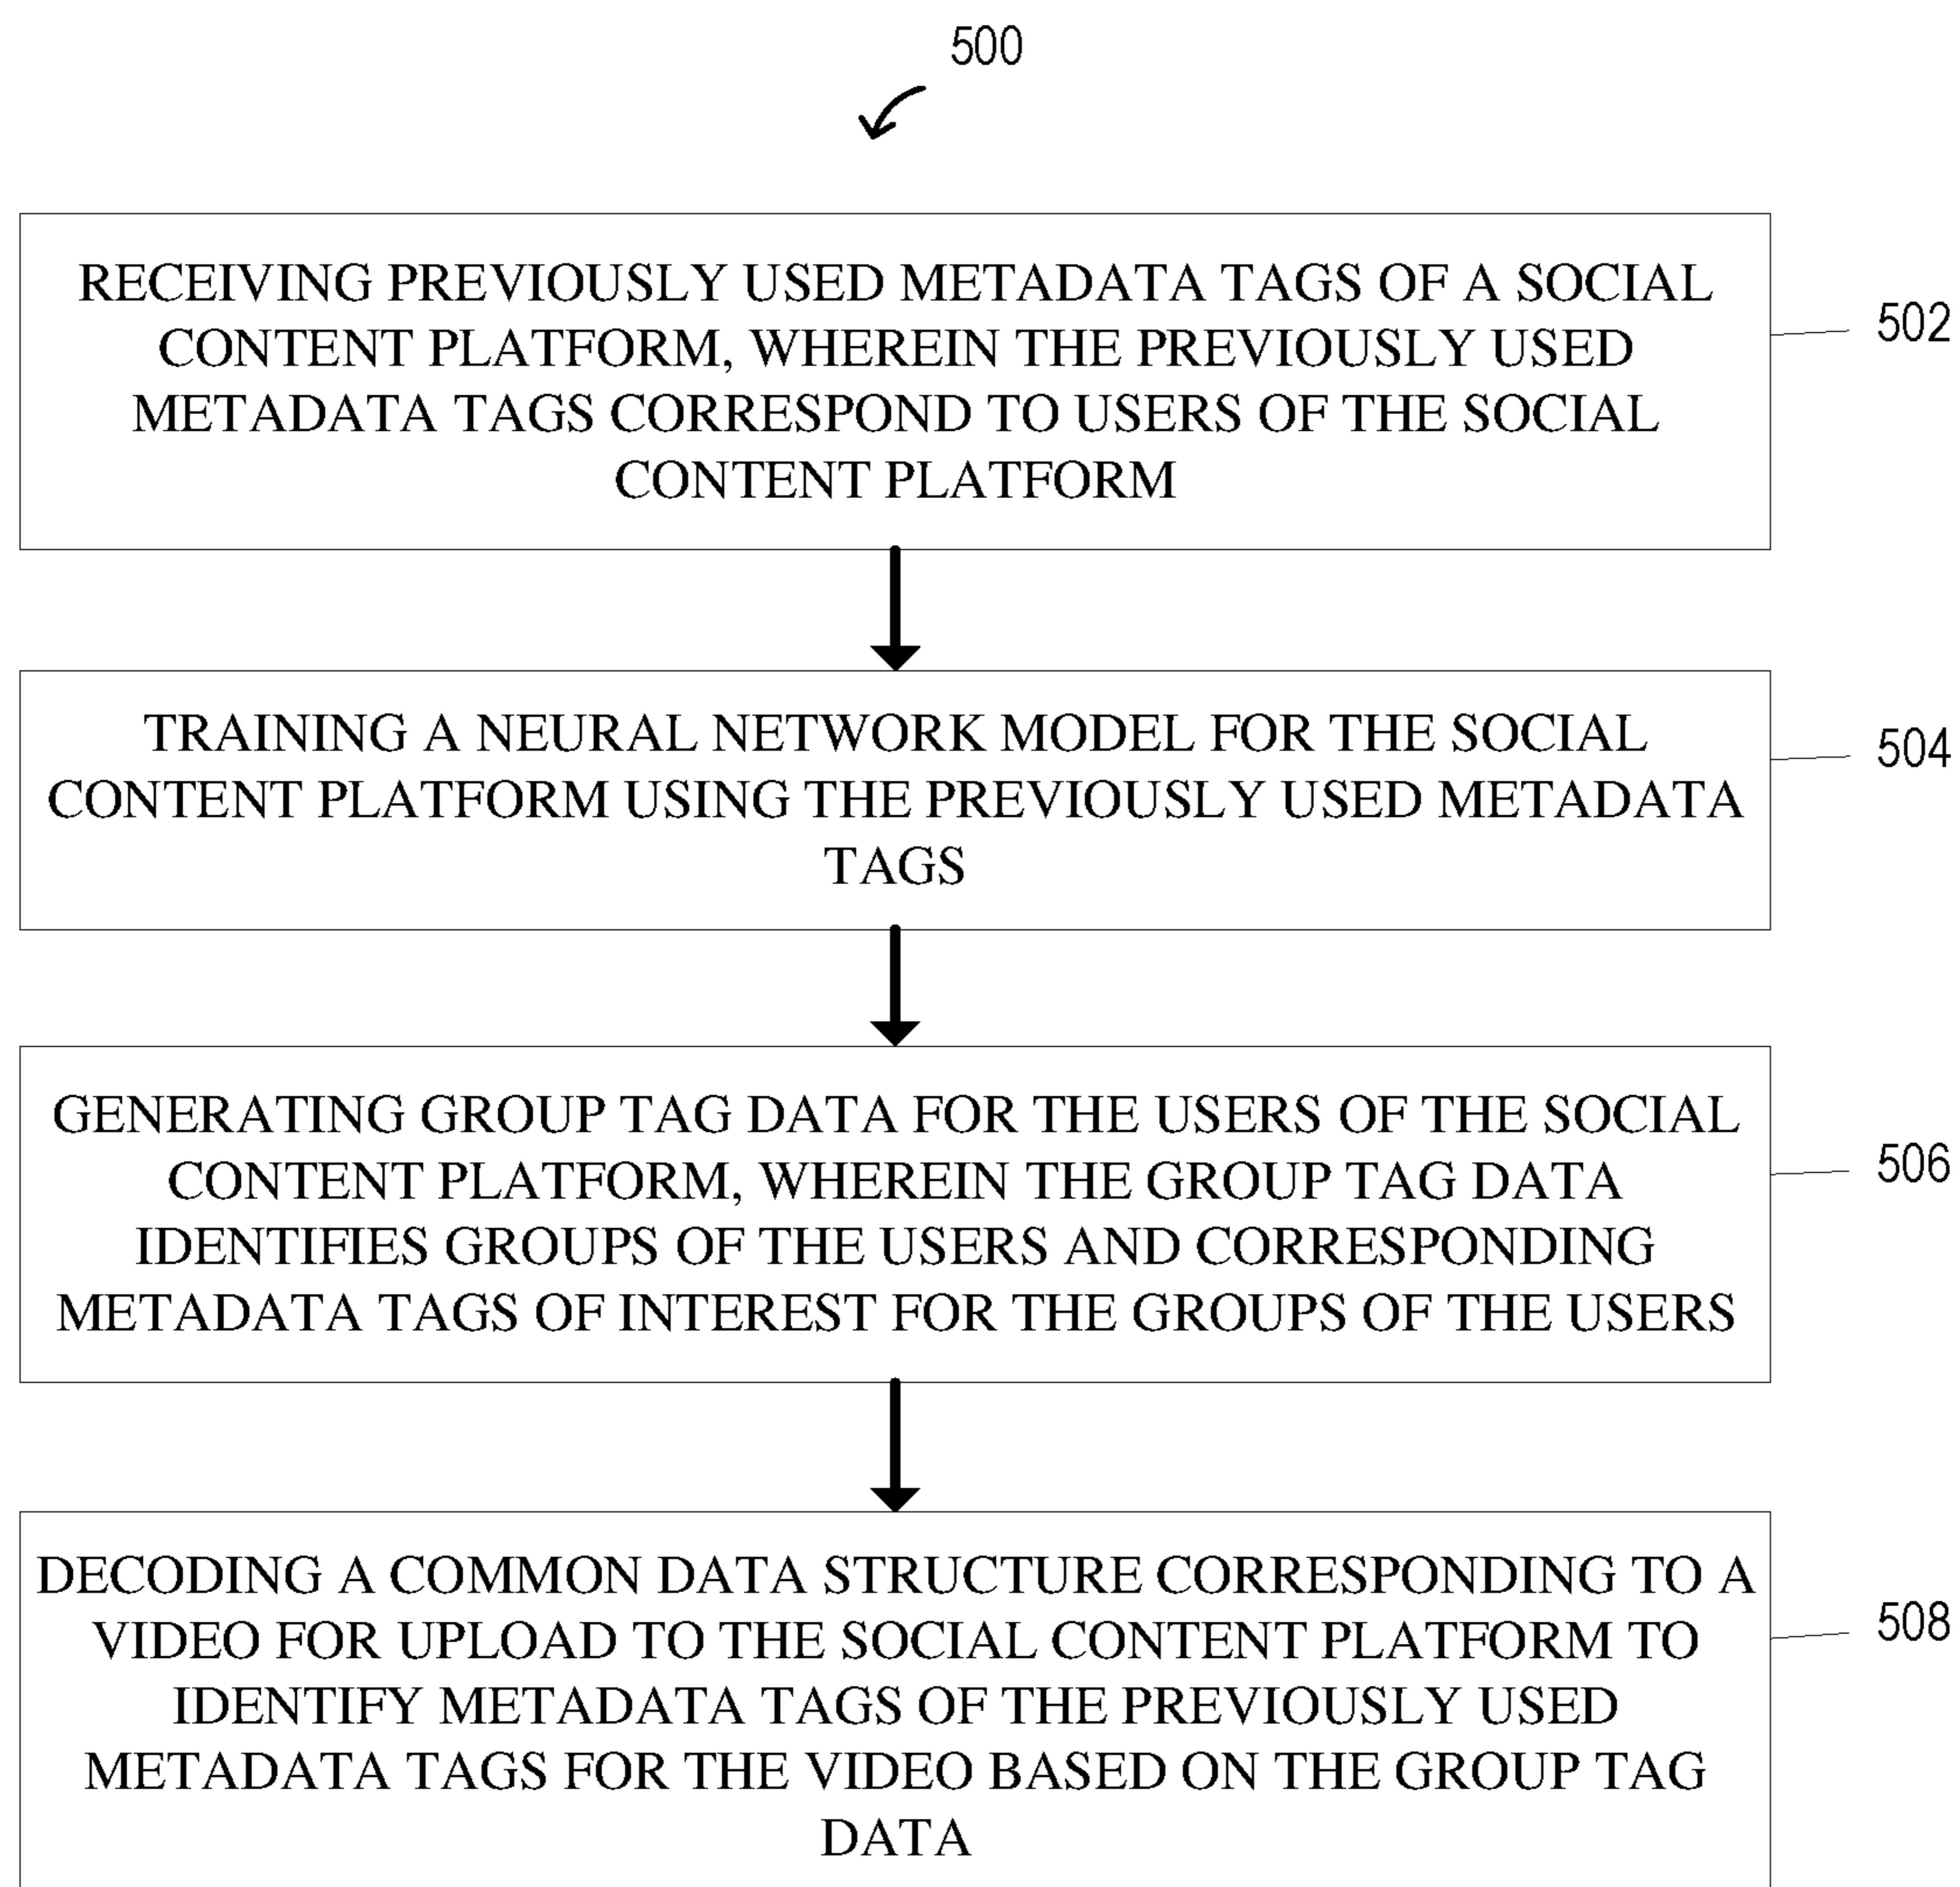 500
RECEIVING PREVIOUSLY USED METADATA TAGS OF A SOCIAL
CONTENT PLATFORM, WHEREIN THE PREVIOUSLY USED
METADATA TAGS CORRESPOND TO USERS OF THE SOCIAL
CONTENT PLATFORM
502
TRAINING A NEURAL NETWORK MODEL FOR THE SOCIAL
CONTENT PLATFORM USING THE PREVIOUSLY USED METADATA
TAGS
504
GENERATING GROUP TAG DATA FOR THE USERS OF THE SOCIAL
CONTENT PLATFORM, WHEREIN THE GROUP TAG DATA
IDENTIFIES GROUPS OF THE USERS AND CORRESPONDING
METADATA TAGS OF INTEREST FOR THE GROUPS OF THE USERS
506
DECODING A COMMON DATA STRUCTURE CORRESPONDING TO A
VIDEO FOR UPLOAD TO THE SOCIAL CONTENT PLATFORM TO
IDENTIFY METADATA TAGS OF THE PREVIOUSLY USED
METADATA TAGS FOR THE VIDEO BASED ON THE GROUP TAG
DATA
508